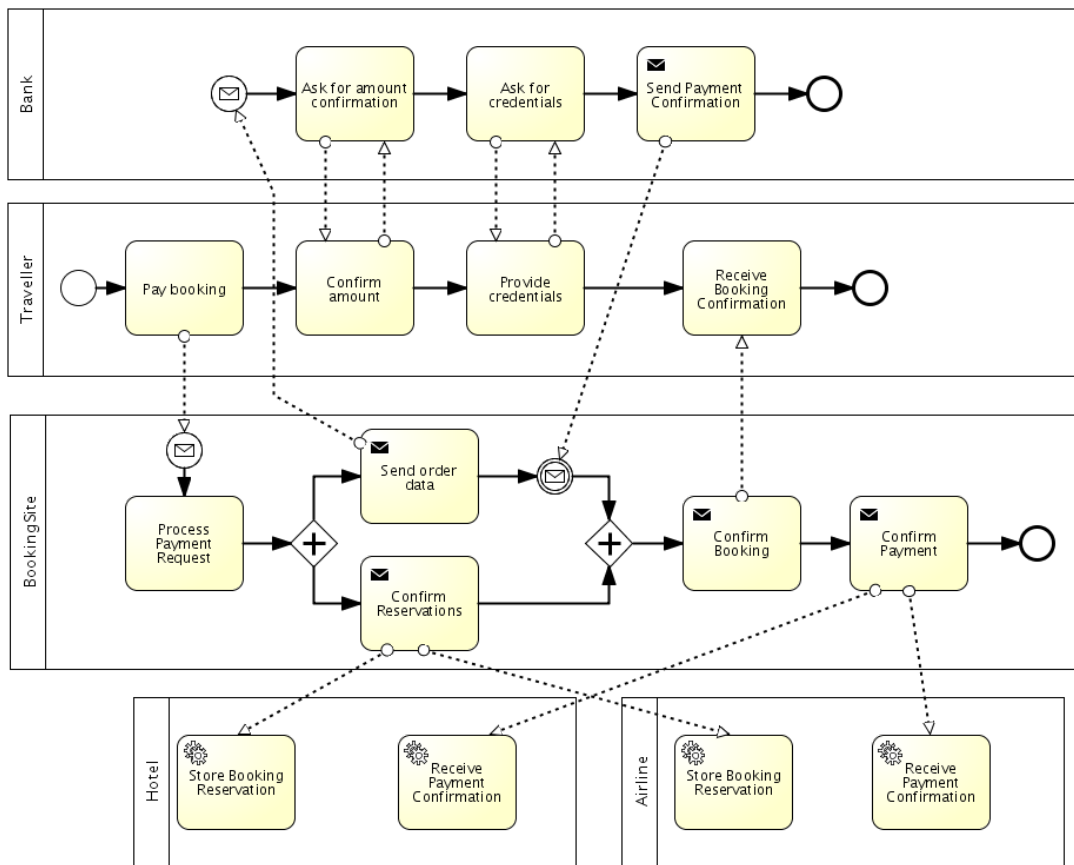 Bank
Ask for amount
confirmation
Ask for
credentials
Send Payment
Confirmation
Traveller
Pay booking
Confirm
amount
Provide
credentials
Receive
Booking
Confirmation
BookingSite
Process
Payment
Request
Send order
data
Confirm
Reservations
Confirm
Booking
Confirm
Payment
Hotel
Store Booking
Reservation
Receive
Payment
Confirmation
Airline
Store Booking
Reservation
Receive
Payment
Confirmation